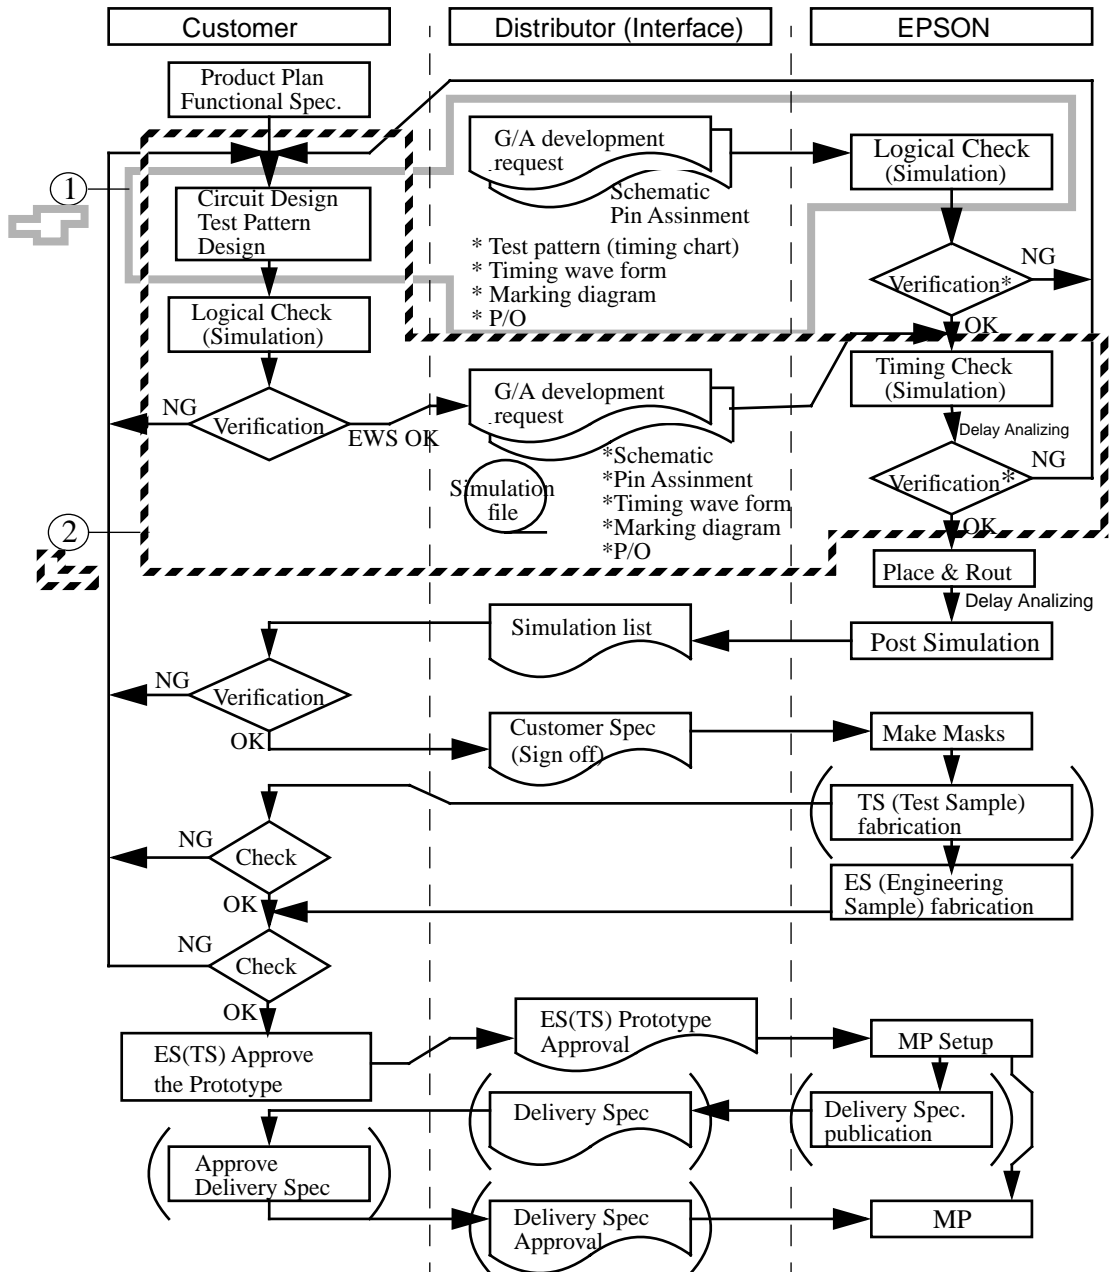 Customer
Distributor (Interface)
EPSON
Product Plan
Functional Spec.
G/A development
request
Schematic
Pin Assinment
* Test pattern (timing chart)
* Timing wave form
* Marking diagram
* P/O
Logical Check
(Simulation)
1
Circuit Design
Test Pattern
Design
NG
Verification*
OK
Logical Check
(Simulation)
Timing Check
(Simulation)
G/A development
request
NG
Verification
EWS OK
Delay Analizing
NG
Verification*
OK
*Schematic
*Pin Assinment
*Timing wave form
*Marking diagram
*P/O
Simulation
file
2
Place & Rout
Delay Analizing
Simulation list
Post Simulation
NG
Verification
OK
Customer Spec
(Sign off)
Make Masks
TS (Test Sample)
fabrication
NG
Check
OK
ES (Engineering
Sample) fabrication
NG
Check
OK
ES(TS) Approve
the Prototype
ES(TS) Prototype
Approval
MP Setup
Delivery Spec
Delivery Spec.
publication
Approve
Delivery Spec
Delivery Spec
Approval
MP